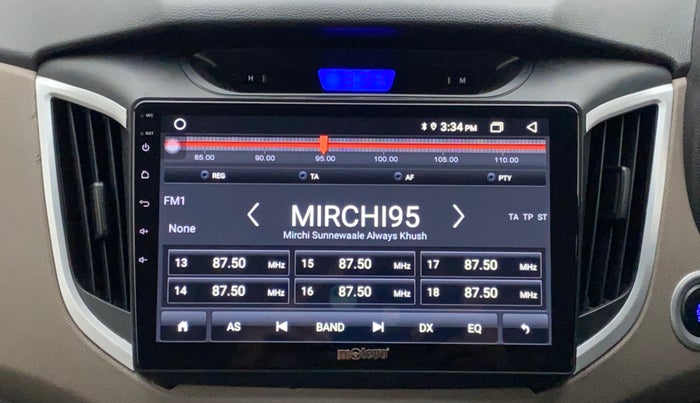 H M
MIC
RST
3:34 PM
85.00 90.00 95.00 100.00 105.00 110.00
REG TA AF PTY
FM1
MIRCHI95
TA TP ST
None
Mirchi Sunnewaale Always Khush
13 87.50 MHz 15 87.50 MHz 17 87.50 MHz
14 87.50 MHz 16 87.50 MHz 18 87.50 MHz
AS BAND DX EQ